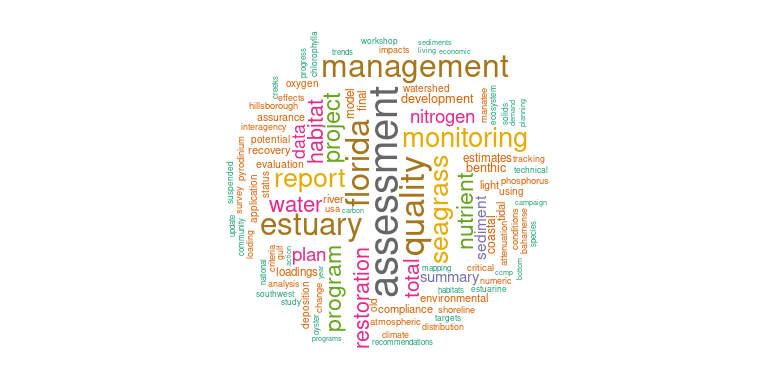 workshop
sediments
trends
impacts
living
economic
chlorophylla
progress
management
creeks
oxygen
effects
watershed
development
manatee
ecosystem
solids
demand
planning
hillsborough
habitat
project
model
final
assurance
interagency
data
nitrogen
florida
assessment
monitoring
potential
recovery
pyrodinium
evaluation
estimates
tracking
benthic
technical
suspended
survey
status
report
quality
seagrass
nutrient
light
phosphorus
using
application
water
river
usa
carbon
sediment
tidal
campaign
coastal
conditions
bahamense
species
attenuation
update
community
loading
estuary
national
criteria
gulf
action
plan
loadings
year
program
restoration
total
mapping
summary
critical
ccmp
numeric
bottom
analysis
southwest
study
deposition
change
oyster
programs
old
habitats
estuarine
environmental
compliance
shoreline
targets
atmospheric
distribution
climate
recommendations